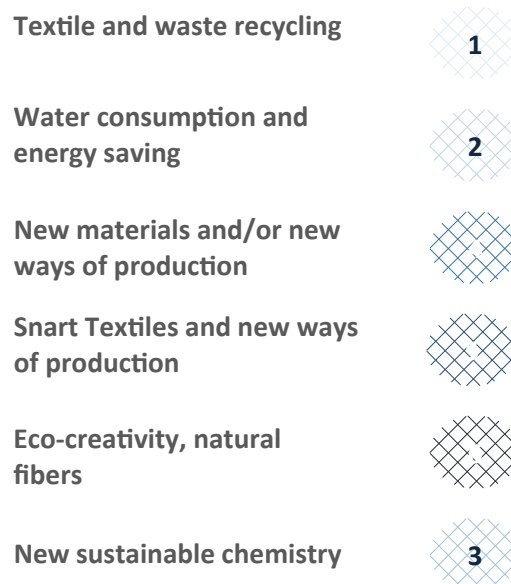 Textile and waste recycling
1
Water consumption and
energy saving
2
New materials and/or new
ways of production
Snart Textiles and new ways
of production
Eco-creativity, natural
fibers
New sustainable chemistry
3